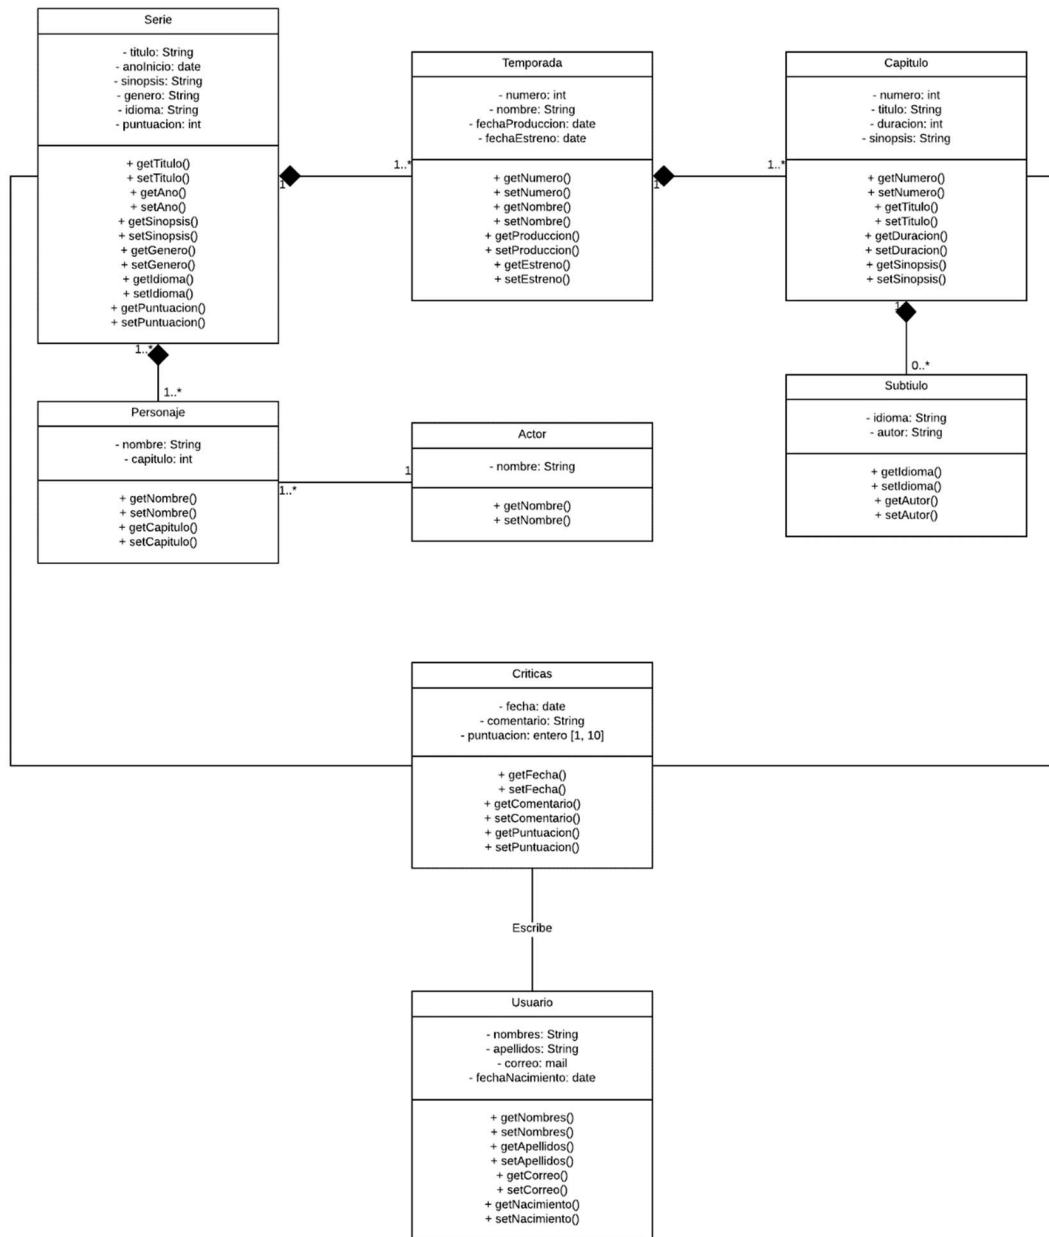 Serie
- titulo: String
- anoInicio: date
- sinopsis: String
- genero: String
- idioma: String
- puntuacion: int
+ getTitulo()
+ setTitulo()
+ getAno()
+ setAno()
+ getSinopsis()
+ setSinopsis()
+ getGenero()
+ setGenero()
+ getIdioma()
+ setIdioma()
+ getPuntuacion()
+ setPuntuacion()
1
1..*
Temporada
- numero: int
- nombre: String
- fechaProduccion: date
- fechaEstreno: date
+ getNumero()
+ setNumero()
+ getNombre()
+ setNombre()
+ getProduccion()
+ setProduccion()
+ getEstreno()
+ setEstreno()
1
1..*
Capitulo
- numero: int
- titulo: String
- duracion: int
- sinopsis: String
+ getNumero()
+ setNumero()
+ getTitulo()
+ setTitulo()
+ getDuracion()
+ setDuracion()
+ getSinopsis()
+ setSinopsis()
1
0..*
1..*
1..*
Personaje
- nombre: String
- capitulo: int
+ getNombre()
+ setNombre()
+ getCapitulo()
+ setCapitulo()
1..*
1
Actor
- nombre: String
+ getNombre()
+ setNombre()
Subtiulo
- idioma: String
- autor: String
+ getIdioma()
+ setIdioma()
+ getAutor()
+ setAutor()
Criticas
- fecha: date
- comentario: String
- puntuacion: entero [1, 10]
+ getFecha()
+ setFecha()
+ getComentario()
+ setComentario()
+ getPuntuacion()
+ setPuntuacion()
Escribe
Usuario
- nombres: String
- apellidos: String
- correo: mail
- fechaNacimiento: date
+ getNombres()
+ setNombres()
+ getApellidos()
+ setApellidos()
+ getCorreo()
+ setCorreo()
+ getNacimiento()
+ setNacimiento()